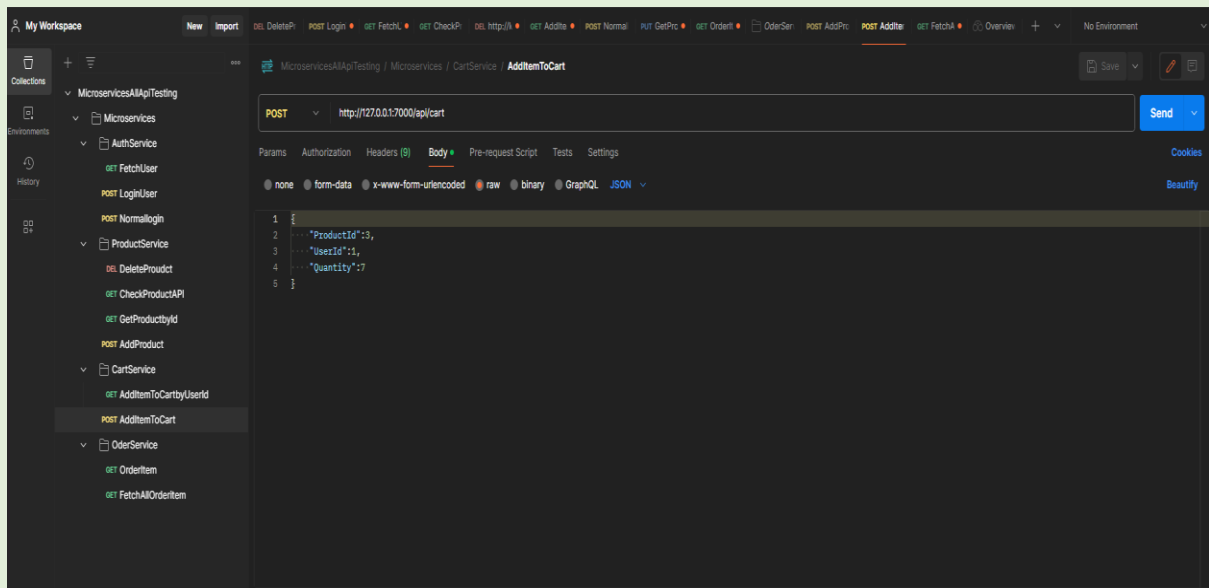 My Workspace
New Import
DEL DeletePr POST Login GET FetchU GET CheckP DEL http://k GET AddIte POST Normal PUT GetPrc GET OrderIt OderSer POST AddPro POST AddIter GET FetchA Overview No Environment
Collections
Environments
History
MicroservicesAllApiTesting
Microservices
AuthService
GET FetchUser
POST LoginUser
POST Normallogin
ProductService
DEL DeleteProudct
GET CheckProductAPI
GET GetProductbyId
POST AddProduct
CartService
GET AddItemToCartbyUserId
POST AddItemToCart
OderService
GET OrderItem
GET FetchAllOrderItem
MicroservicesAllApiTesting / Microservices / CartService / AddItemToCart
Save
POST http://127.0.0.1:7000/api/cart
Send
Params Authorization Headers (9) Body Pre-request Script Tests Settings
Cookies
none form-data x-www-form-urlencoded raw binary GraphQL JSON
Beautify
1 {
2 "ProductId":3,
3 "UserId":1,
4 "Quantity":7
5 }